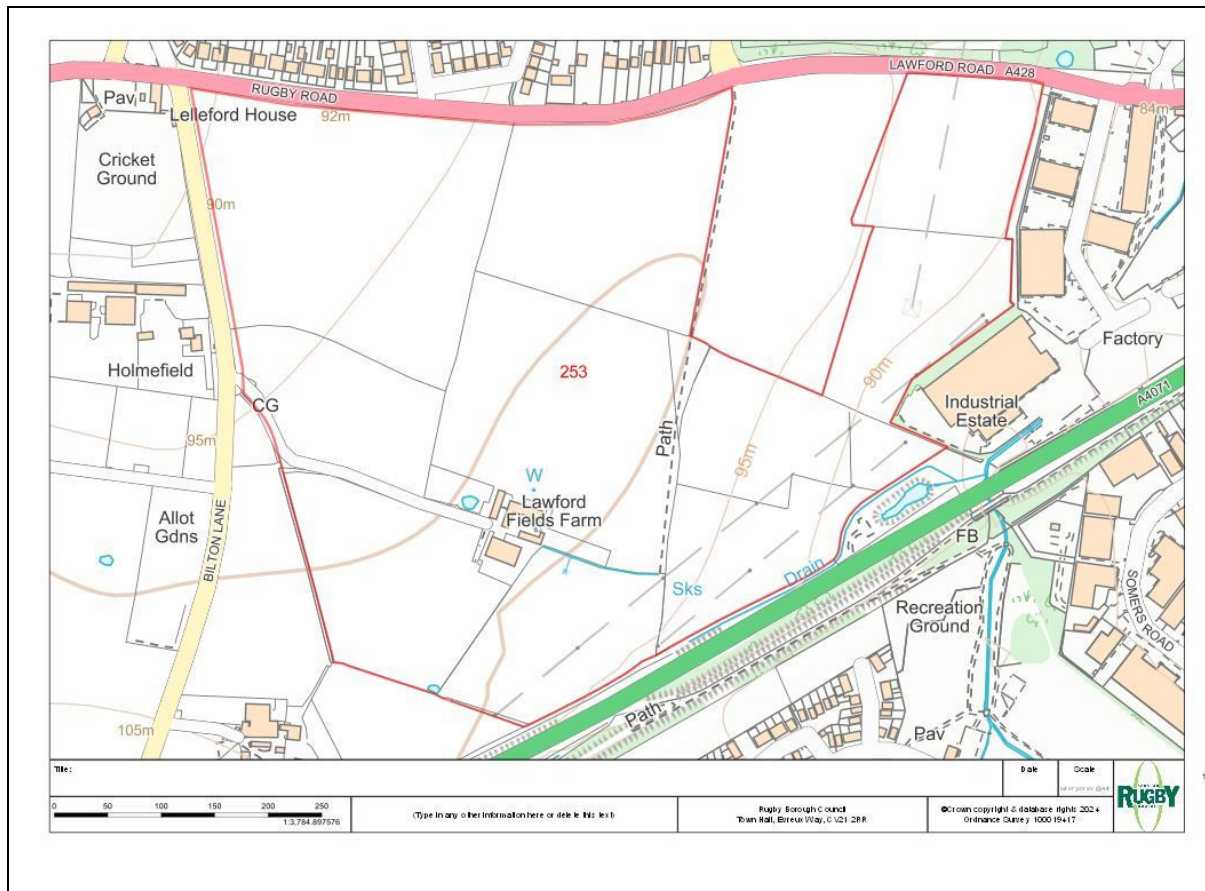 LAWFORD ROAD A428
RUGBY ROAD
Pav
Lelleford House
92m
84m
Cricket
Ground
90m
Factory
A4071
Holmefield
253
90m
CG
Industrial
Estate
Path
95m
95m
W
Lawford
Fields Farm
Allot
Gdns
BILTON LANE
FB
Drain
Sks
SOMERS ROAD
Recreation
Ground
Path
105m
Pav
Title:
Date
Scale
0 50 100 150 200 250
1:3,784.897576
(Type in any other information here or delete this text)
Rugby Borough Council
Town Hall, Evreux Way, CV21 2RR
©Crown copyright & database rights 2024
Ordnance Survey 100019417
RUGBY